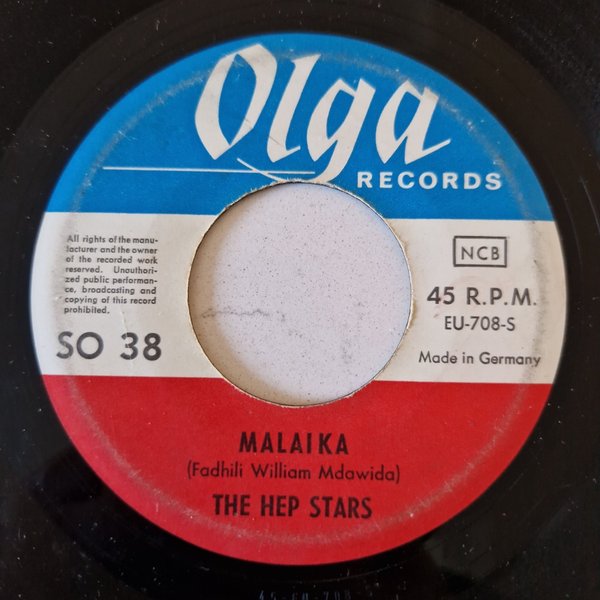 Olga
RECORDS
All rights of the manu-
facturer and the owner
of the recorded work
reserved. Unauthori-
zed public performan-
ce, broadcasting and
copying of this record
prohibited.
SO 38
NCB
45 R.P.M.
EU-708-S
Made in Germany
MALAIKA
(Fadhili William Mdawida)
THE HEP STARS